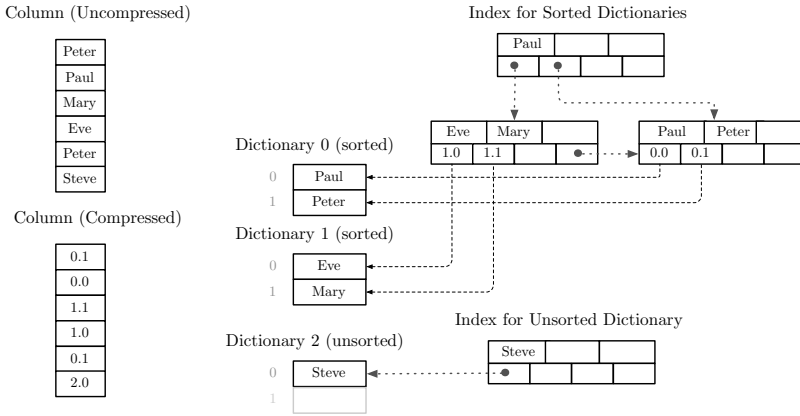 Column (Uncompressed)
Peter
Paul
Mary
Eve
Peter
Steve
Column (Compressed)
0.1
0.0
1.1
1.0
0.1
2.0
Dictionary 0 (sorted)
0 Paul
1 Peter
Dictionary 1 (sorted)
0 Eve
1 Mary
Dictionary 2 (unsorted)
0 Steve
1
Index for Sorted Dictionaries
Paul
Eve Mary
1.0 1.1
Paul Peter
0.0 0.1
Index for Unsorted Dictionary
Steve